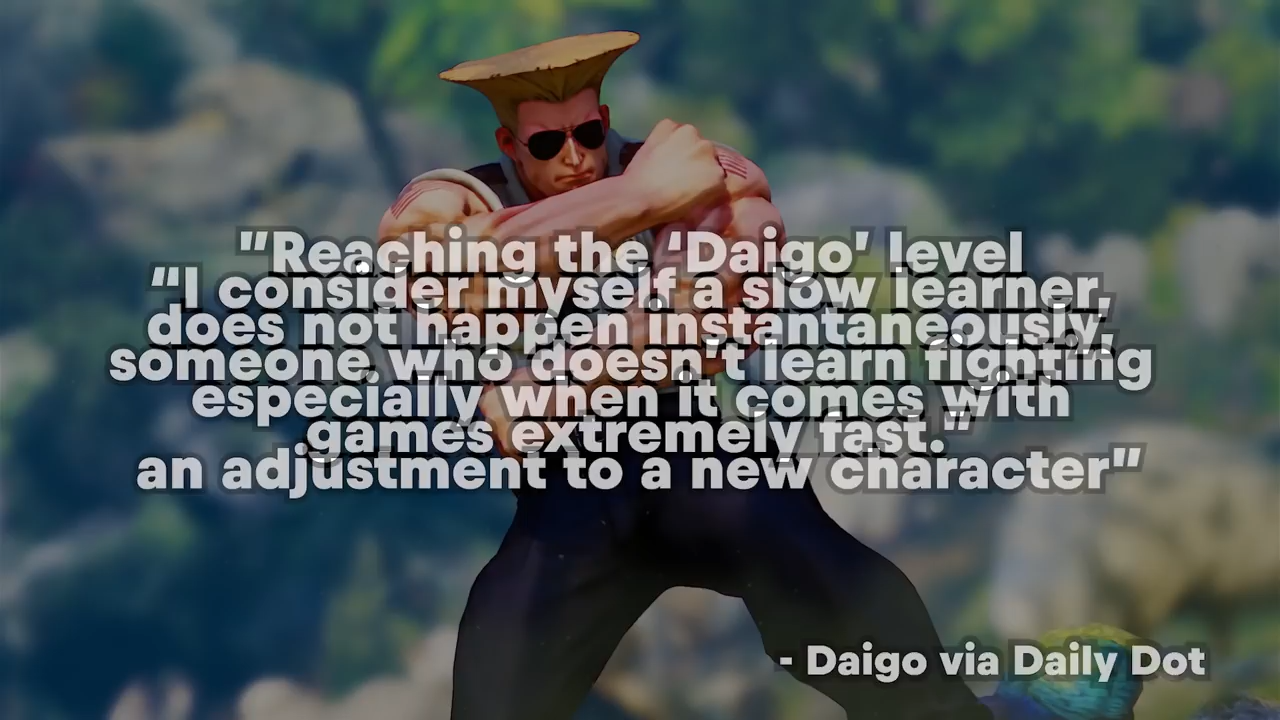 "Reaching the ‘Daigo’ level
“I consider myself a slow learner,
does not happen instantaneously,
someone who doesn’t learn fighting
especially when it comes with
games extremely fast.”
an adjustment to a new character”
- Daigo via Daily Dot